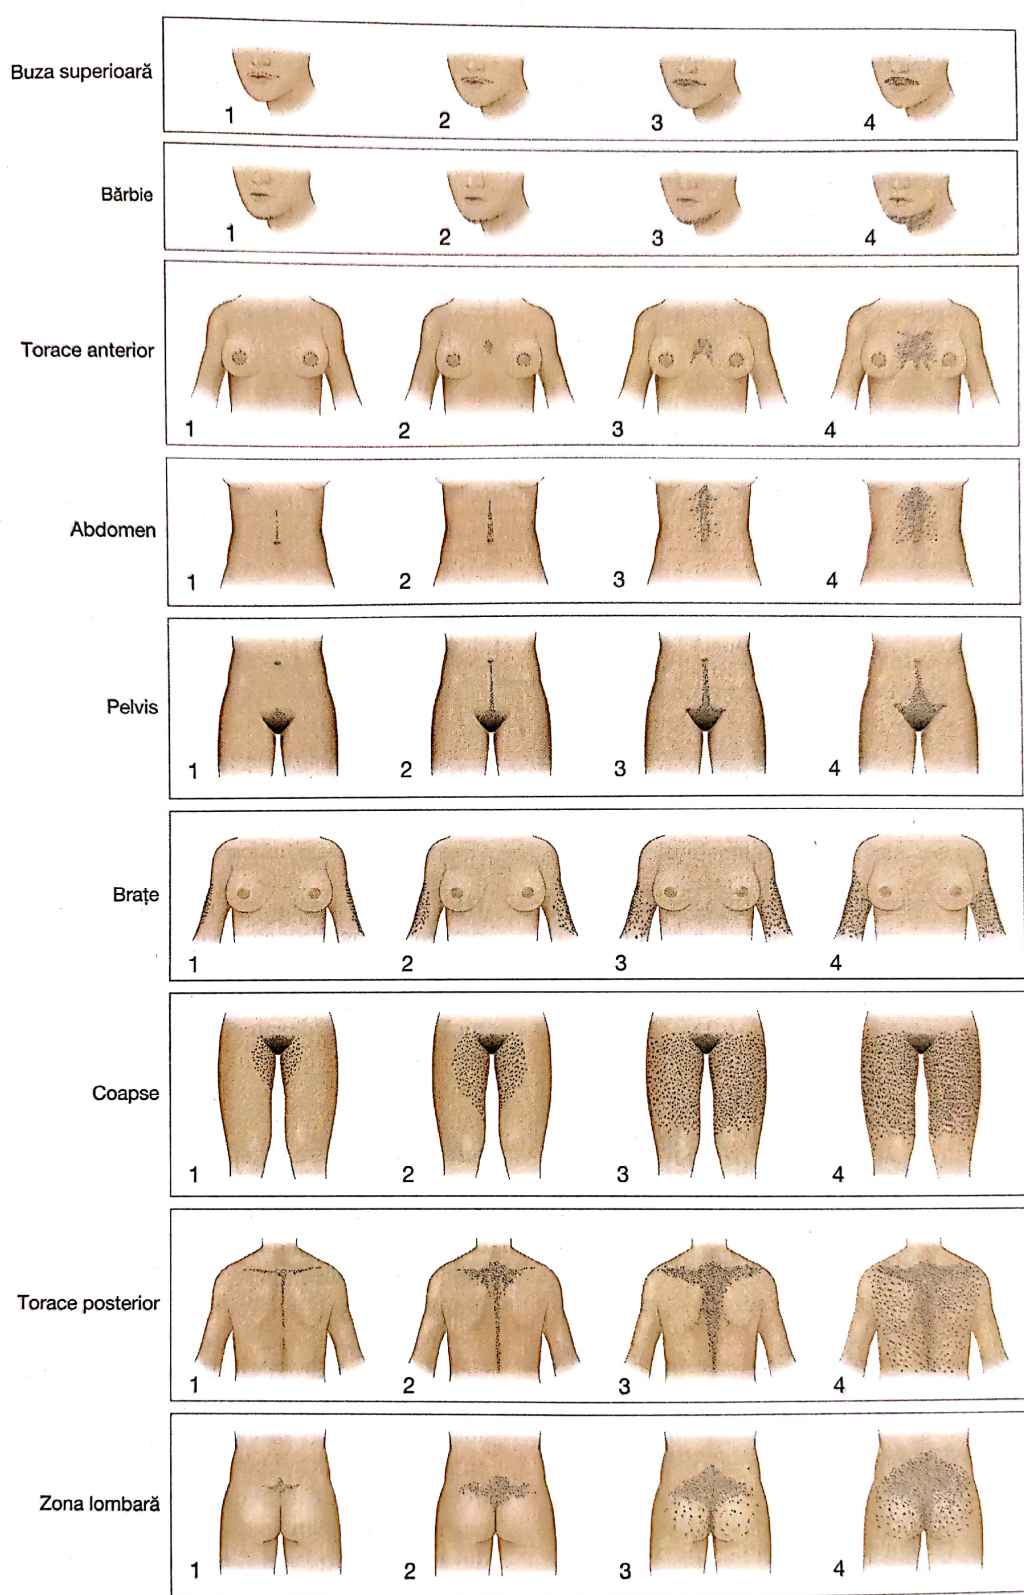 Buza superioară
1 2 3 4
Bărbie
1 2 3 4
Torace anterior
1 2 3 4
Abdomen
1 2 3 4
Pelvis
1 2 3 4
Brațe
1 2 3 4
Coapse
1 2 3 4
Torace posterior
1 2 3 4
Zona lombară
1 2 3 4